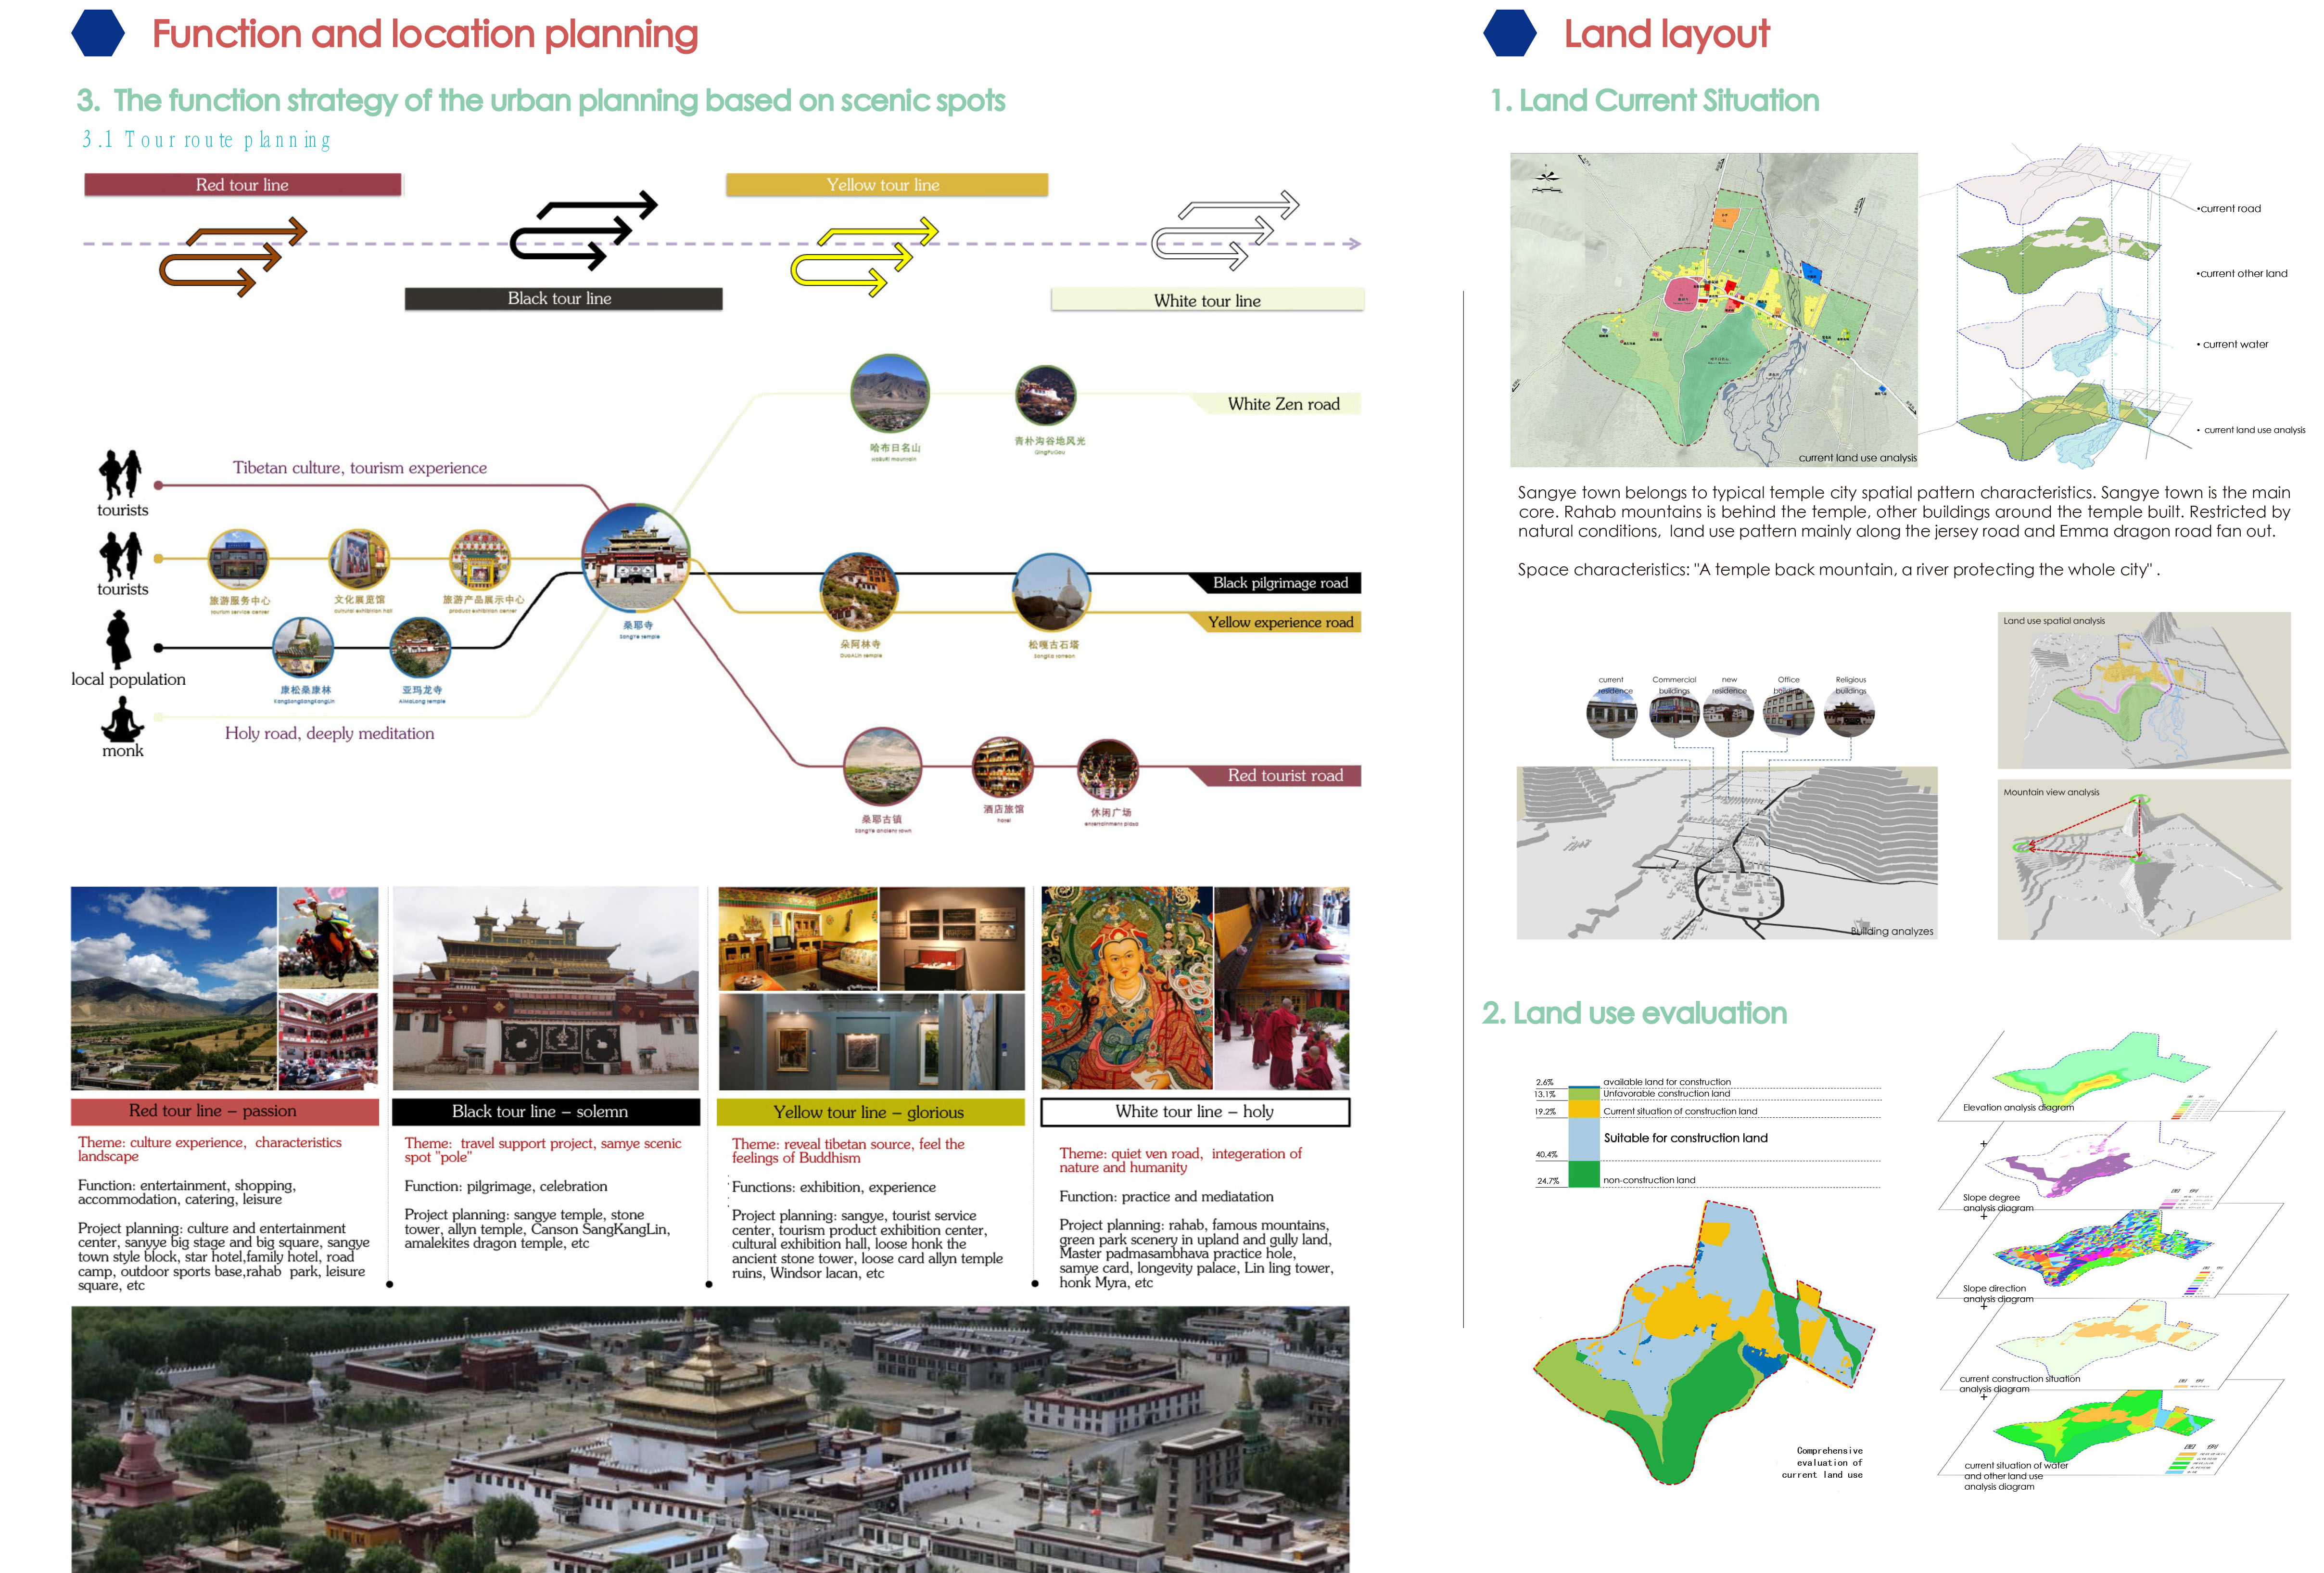 Function and location planning
3. The function strategy of the urban planning based on scenic spots
3.1 Tour route planning
Red tour line
Yellow tour line
Black tour line
White tour line
White Zen road
哈布日名山
HaBuRi mountain
青朴沟谷地风光
QingPuGou
Tibetan culture, tourism experience
tourists
tourists
旅游服务中心
tourism service center
文化展览馆
cultural exhibition hall
旅游产品展示中心
product exhibition center
桑耶寺
SangYe temple
Black pilgrimage road
Yellow experience road
朵阿林寺
DuoALin temple
松嘎古石塔
local population
康松桑康林
KangSongSangKangLin
亚玛龙寺
AiMaLong temple
Holy road, deeply meditation
monk
Red tourist road
桑耶古镇
SangYe ancient town
酒店旅馆
hotel
休闲广场
entertainment plaza
Red tour line – passion
Theme: culture experience, characteristics
landscape
Function: entertainment, shopping,
accommodation, catering, leisure
Project planning: culture and entertainment
center, sanyye big stage and big square, sangye
town style block, star hotel,family hotel, road
camp, outdoor sports base,rahab park, leisure
square, etc
Black tour line – solemn
Theme: travel support project, samye scenic
spot "pole"
Function: pilgrimage, celebration
Project planning: sangye temple, stone
tower, allyn temple, Canson SangKangLin,
amalekites dragon temple, etc
Yellow tour line – glorious
Theme: reveal tibetan source, feel the
feelings of Buddhism
Functions: exhibition, experience
Project planning: sangye, tourist service
center, tourism product exhibition center,
cultural exhibition hall, loose honk the
ancient stone tower, loose card allyn temple
ruins, Windsor lacan, etc
White tour line – holy
Theme: quiet ven road, integeration of
nature and humanity
Function: practice and mediatation
Project planning: rahab, famous mountains,
green park scenery in upland and gully land,
Master padmasambhava practice hole,
samye card, longevity palace, Lin ling tower,
honk Myra, etc
Land layout
1. Land Current Situation
current land use analysis
•current road
•current other land
• current water
• current land use analysis
Sangye town belongs to typical temple city spatial pattern characteristics. Sangye town is the main
core. Rahab mountains is behind the temple, other buildings around the temple built. Restricted by
natural conditions, land use pattern mainly along the jersey road and Emma dragon road fan out.
Space characteristics: "A temple back mountain, a river protecting the whole city" .
current
residence
Commercial
buildings
new
residence
Office
buildings
Religious
buildings
Building analyzes
Land use spatial analysis
Mountain view analysis
2. Land use evaluation
2.6% available land for construction
13.1% Unfavorable construction land
19.2% Current situation of construction land
Suitable for construction land
40.4%
24.7% non-construction land
Comprehensive
evaluation of
current land use
Elevation analysis diagram
+
Slope degree
analysis diagram
+
Slope direction
analysis diagram
+
current construction situation
analysis diagram
+
current situation of water
and other land use
analysis diagram